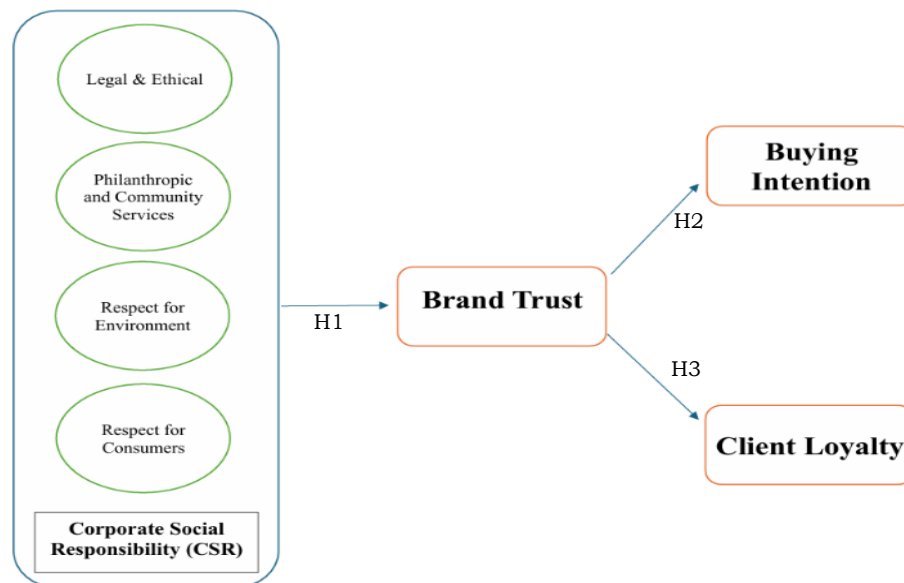 Legal & Ethical
Philanthropic
and Community
Services
Respect for
Environment
Respect for
Consumers
Corporate Social
Responsibility (CSR)
H1
Brand Trust
H2
H3
Buying
Intention
Client Loyalty